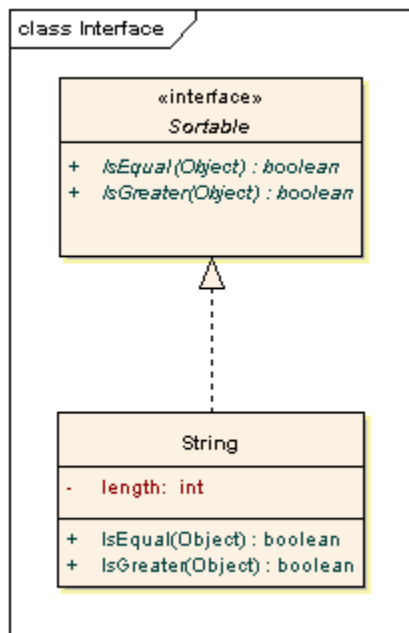 class Interface
«interface»
Sortable
+ IsEqual(Object) : boolean
+ IsGreater(Object) : boolean
String
- length: int
+ IsEqual(Object) : boolean
+ IsGreater(Object) : boolean